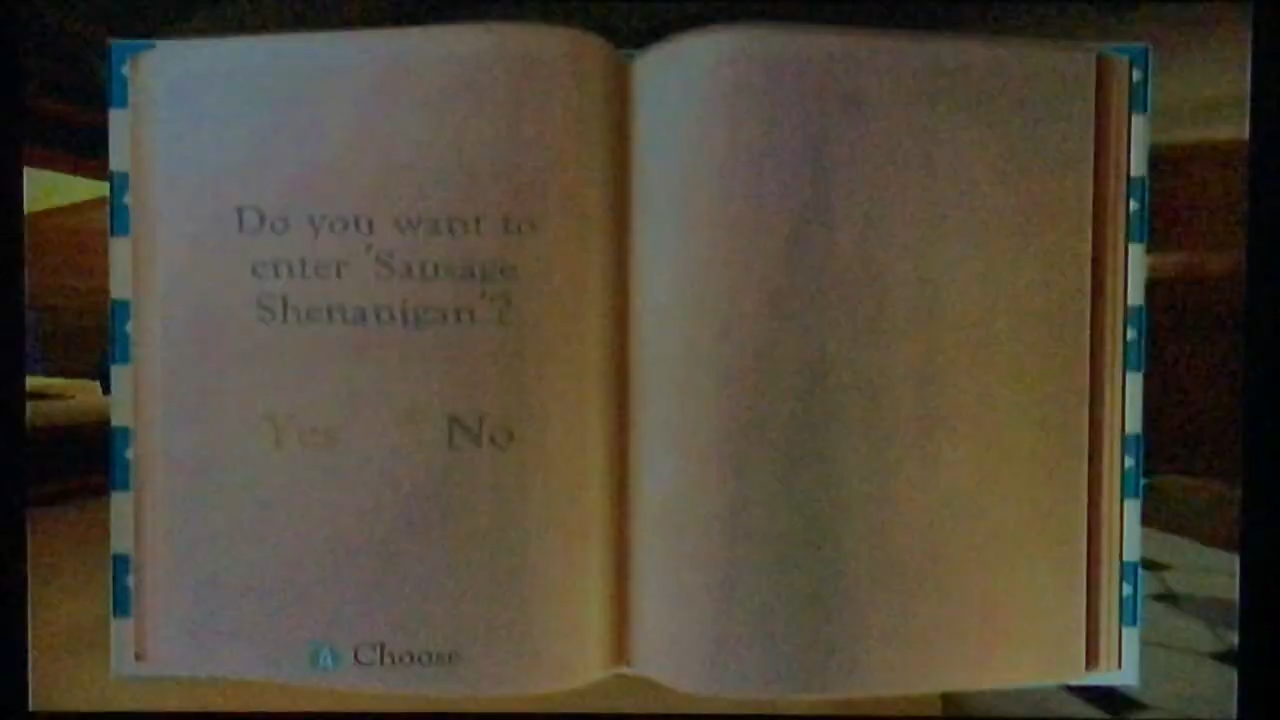 Do you want to
enter 'Sausage
Shenanigan'?
Yes No
A Choose